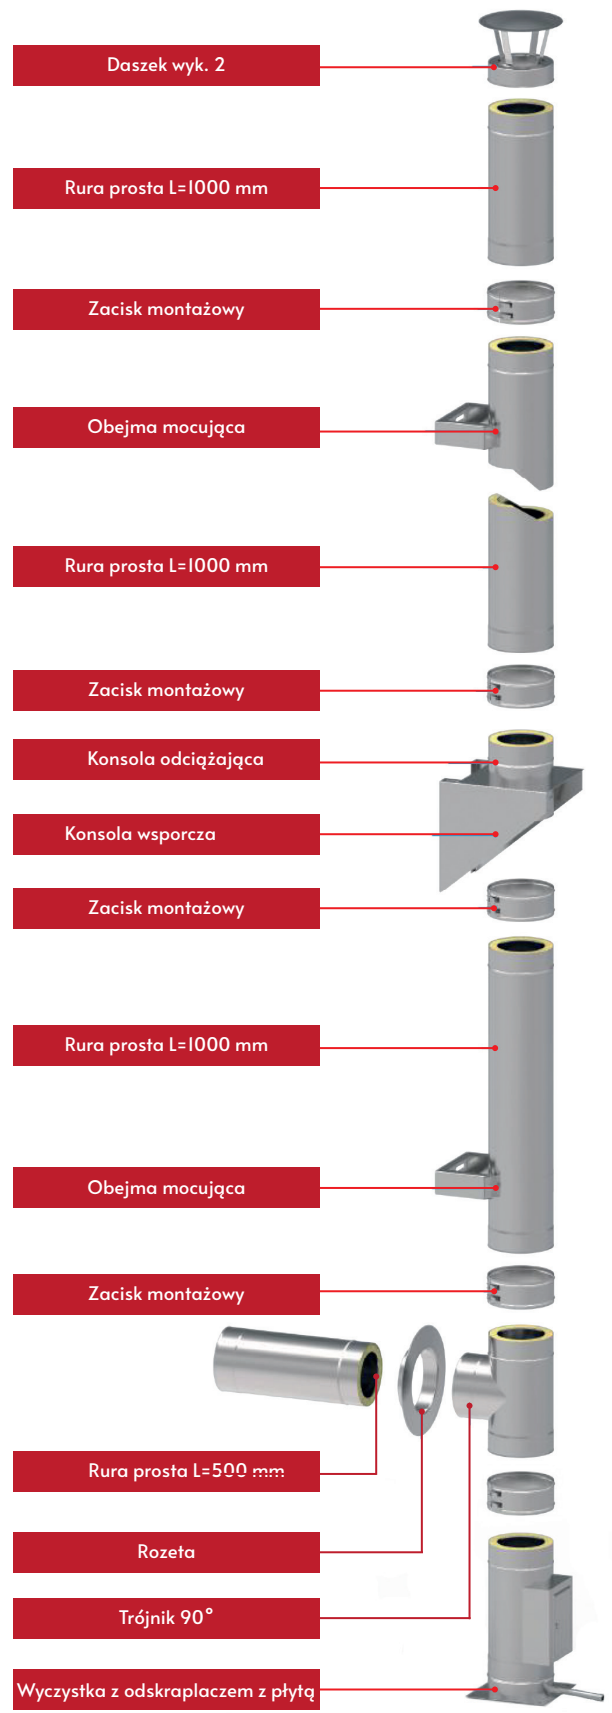 Daszek wyk. 2
Rura prosta L=1000 mm
Zacisk montażowy
Obejma mocująca
Rura prosta L=1000 mm
Zacisk montażowy
Konsola odciążająca
Konsola wsporcza
Zacisk montażowy
Rura prosta L=1000 mm
Obejma mocująca
Zacisk montażowy
Rura prosta L=500 mm
Rozeta
Trójnik 90°
Wyczystka z odskraplaczem z płytą